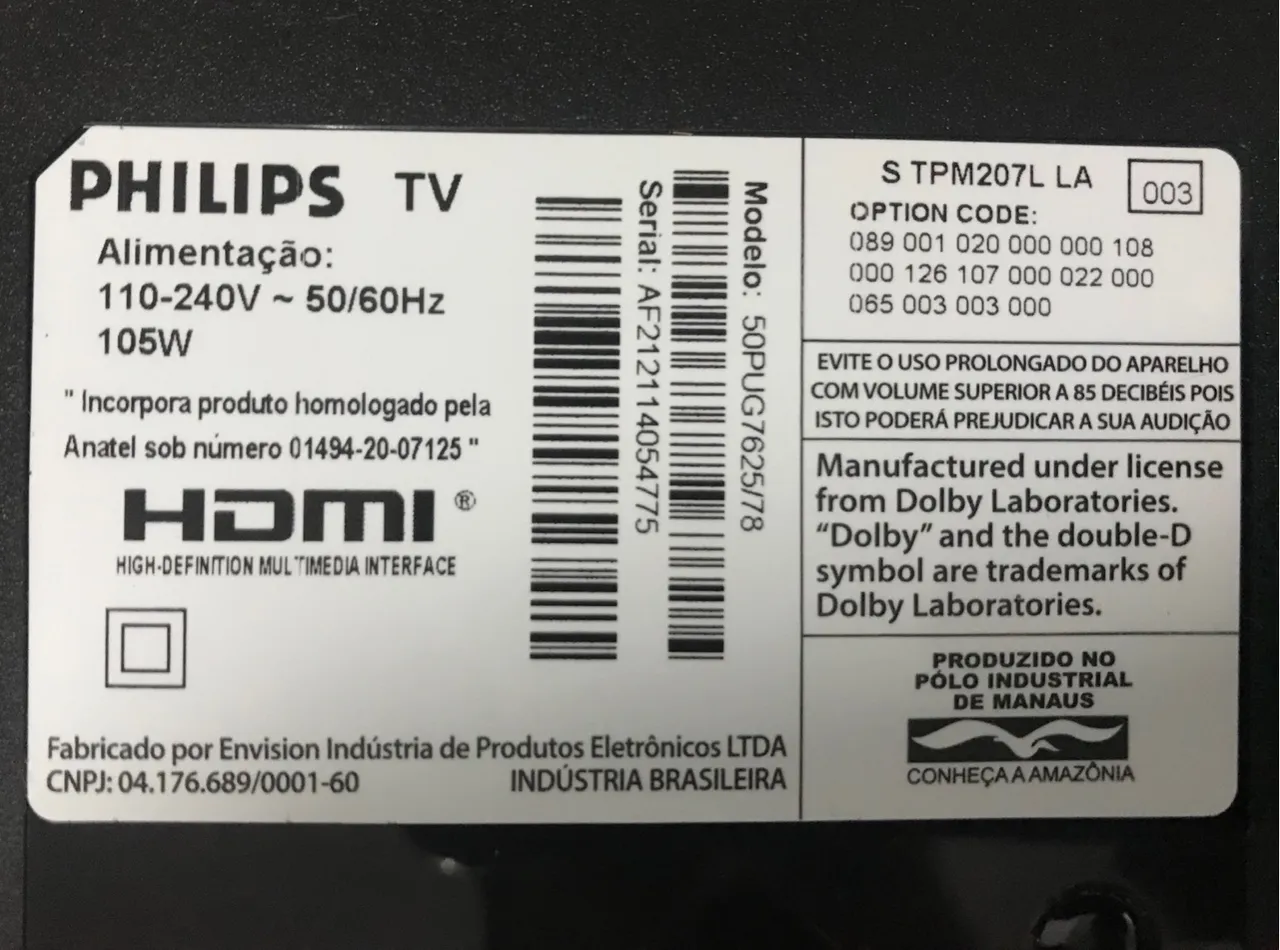 PHILIPS TV
Alimentação:
110-240V ~ 50/60Hz
105W
" Incorpora produto homologado pela
Anatel sob número 01494-20-07125 "
HDMI ®
HIGH-DEFINITION MULTIMEDIA INTERFACE
Serial: AF212114054775
Modelo: 50PUG7625/78
Fabricado por Envision Indústria de Produtos Eletrônicos LTDA
CNPJ: 04.176.689/0001-60 INDÚSTRIA BRASILEIRA
S TPM207L LA 003
OPTION CODE:
089 001 020 000 000 108
000 126 107 000 022 000
065 003 003 000
EVITE O USO PROLONGADO DO APARELHO
COM VOLUME SUPERIOR A 85 DECIBÉIS POIS
ISTO PODERÁ PREJUDICAR A SUA AUDIÇÃO
Manufactured under license
from Dolby Laboratories.
“Dolby” and the double-D
symbol are trademarks of
Dolby Laboratories.
PRODUZIDO NO
PÓLO INDUSTRIAL
DE MANAUS
CONHEÇA A AMAZÔNIA